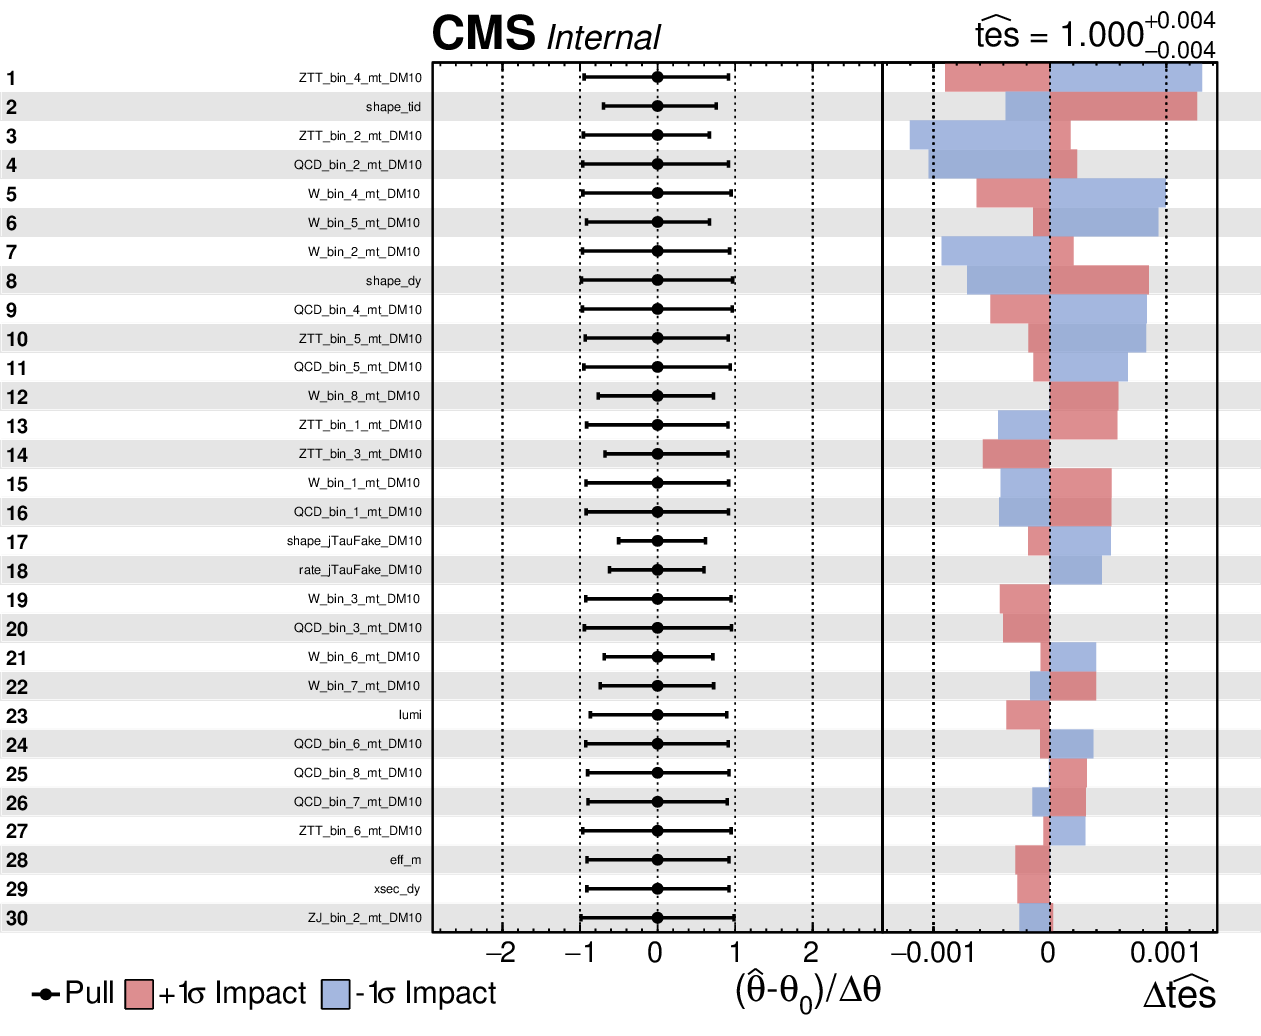 CMS Internal
t̂es = 1.000 +0.004 −0.004
1 ZTT_bin_4_mt_DM10
2 shape_tid
3 ZTT_bin_2_mt_DM10
4 QCD_bin_2_mt_DM10
5 W_bin_4_mt_DM10
6 W_bin_5_mt_DM10
7 W_bin_2_mt_DM10
8 shape_dy
9 QCD_bin_4_mt_DM10
10 ZTT_bin_5_mt_DM10
11 QCD_bin_5_mt_DM10
12 W_bin_8_mt_DM10
13 ZTT_bin_1_mt_DM10
14 ZTT_bin_3_mt_DM10
15 W_bin_1_mt_DM10
16 QCD_bin_1_mt_DM10
17 shape_jTauFake_DM10
18 rate_jTauFake_DM10
19 W_bin_3_mt_DM10
20 QCD_bin_3_mt_DM10
21 W_bin_6_mt_DM10
22 W_bin_7_mt_DM10
23 lumi
24 QCD_bin_6_mt_DM10
25 QCD_bin_8_mt_DM10
26 QCD_bin_7_mt_DM10
27 ZTT_bin_6_mt_DM10
28 eff_m
29 xsec_dy
30 ZJ_bin_2_mt_DM10
−2 −1 0 1 2 −0.001 0 0.001
Pull +1σ Impact -1σ Impact
(θ̂-θ₀)/Δθ
Δt̂es